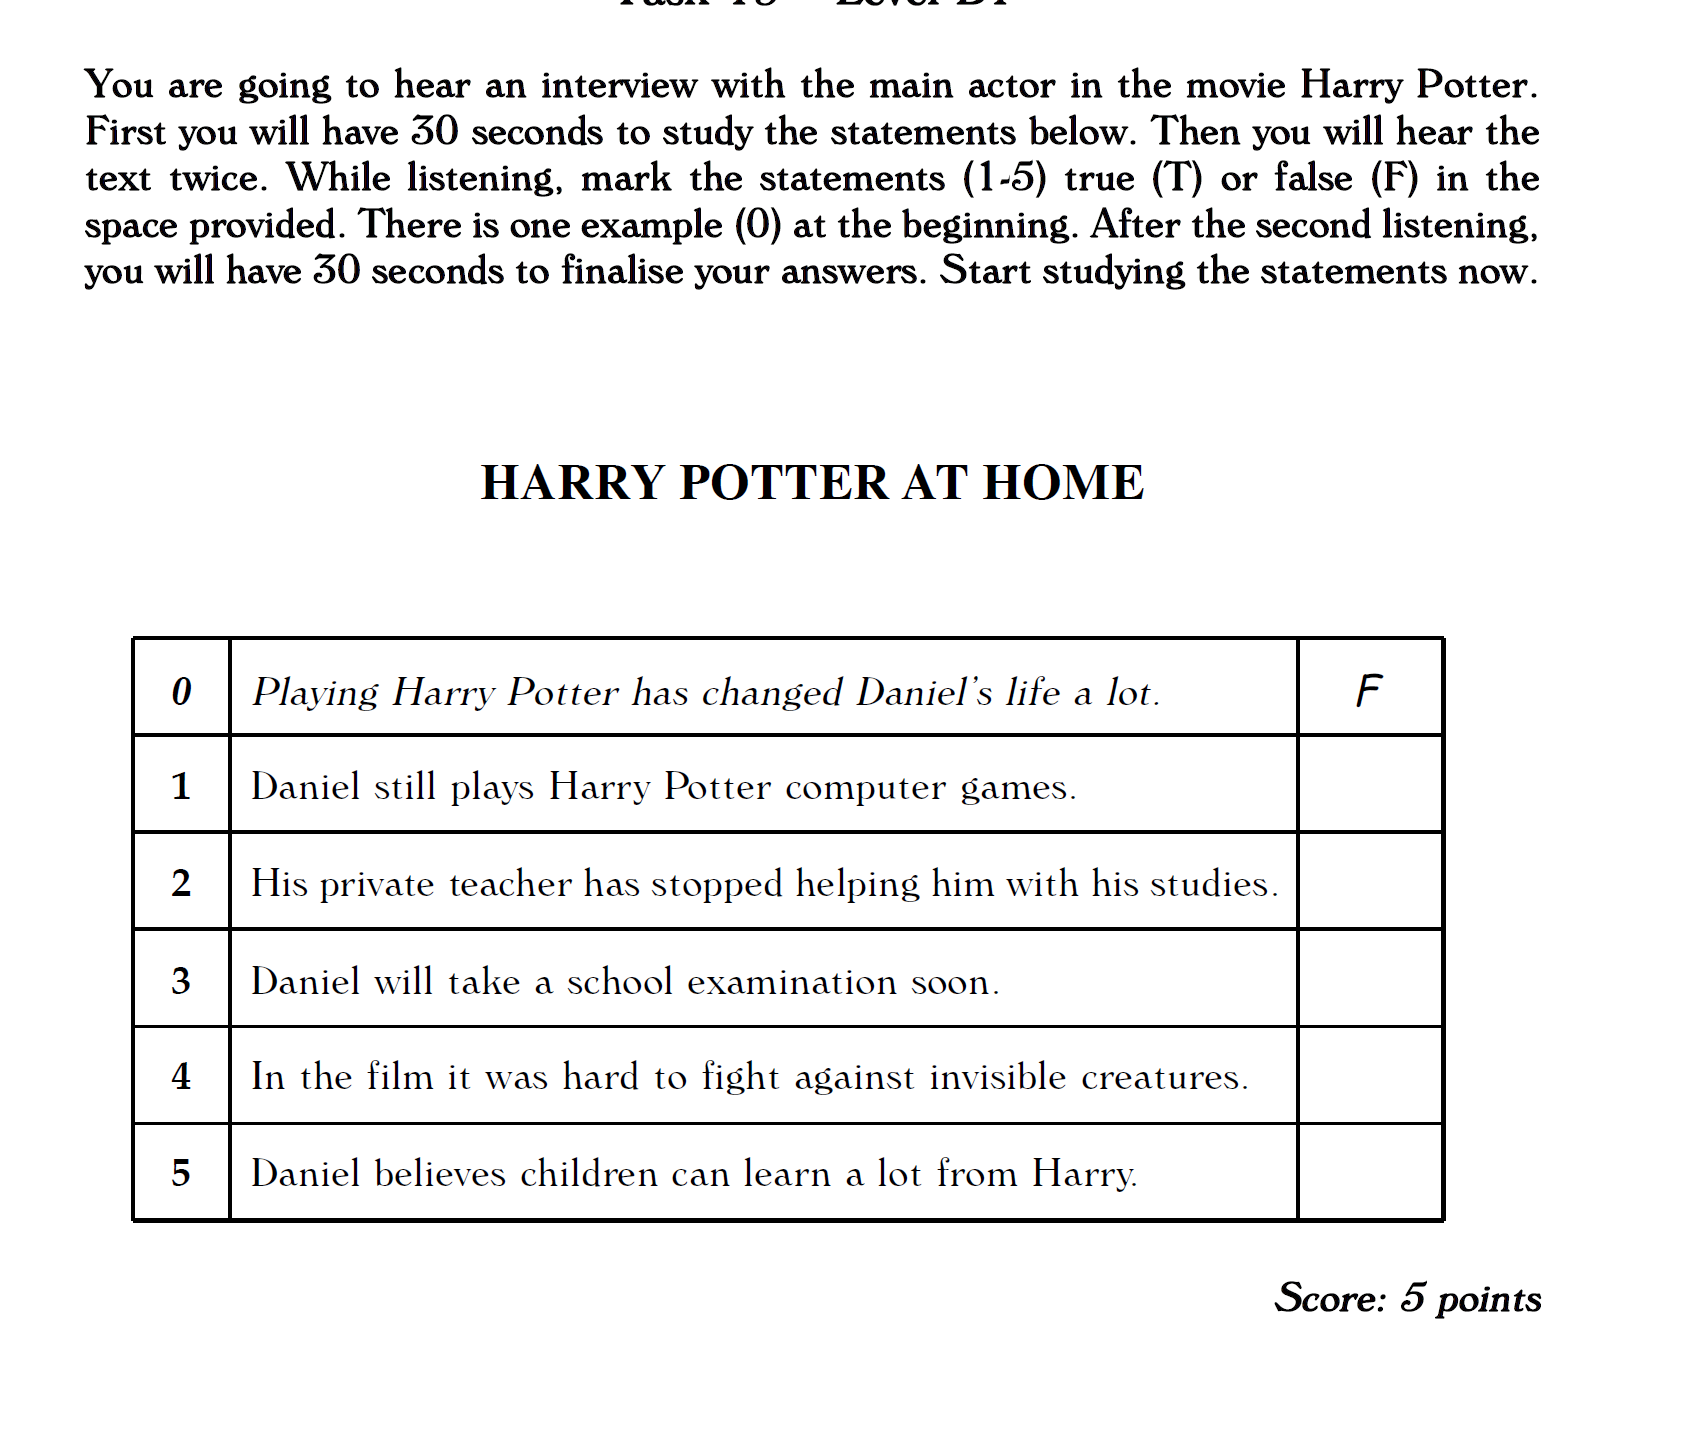 You are going to hear an interview with the main actor in the movie Harry Potter.
First you will have 30 seconds to study the statements below. Then you will hear the
text twice. While listening, mark the statements (1-5) true (T) or false (F) in the
space provided. There is one example (0) at the beginning. After the second listening,
you will have 30 seconds to finalise your answers. Start studying the statements now.
HARRY POTTER AT HOME
0 Playing Harry Potter has changed Daniel's life a lot. F
1 Daniel still plays Harry Potter computer games.
2 His private teacher has stopped helping him with his studies.
3 Daniel will take a school examination soon.
4 In the film it was hard to fight against invisible creatures.
5 Daniel believes children can learn a lot from Harry.
Score: 5 points